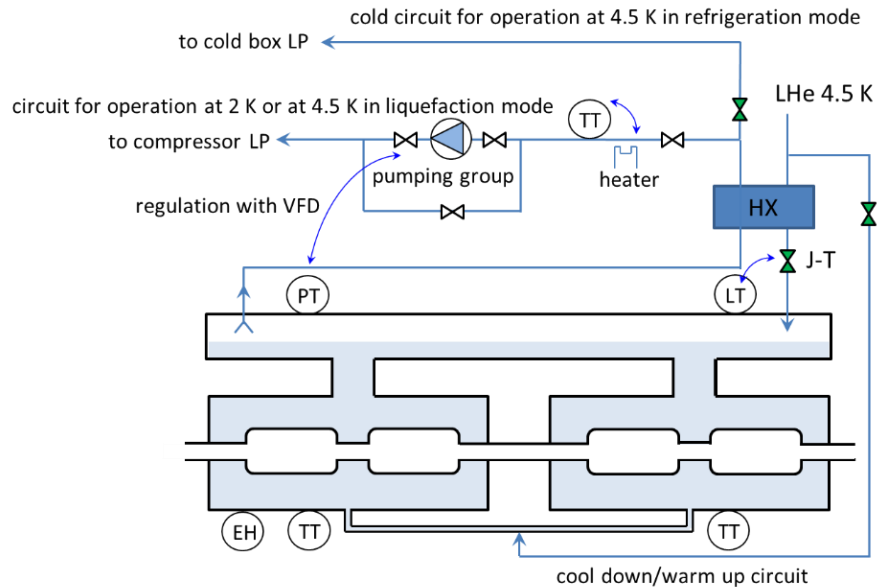 cold circuit for operation at 4.5 K in refrigeration mode
to cold box LP
LHe 4.5 K
circuit for operation at 2 K or at 4.5 K in liquefaction mode
TT
to compressor LP
pumping group
heater
regulation with VFD
HX
J-T
PT
LT
EH
TT
TT
cool down/warm up circuit